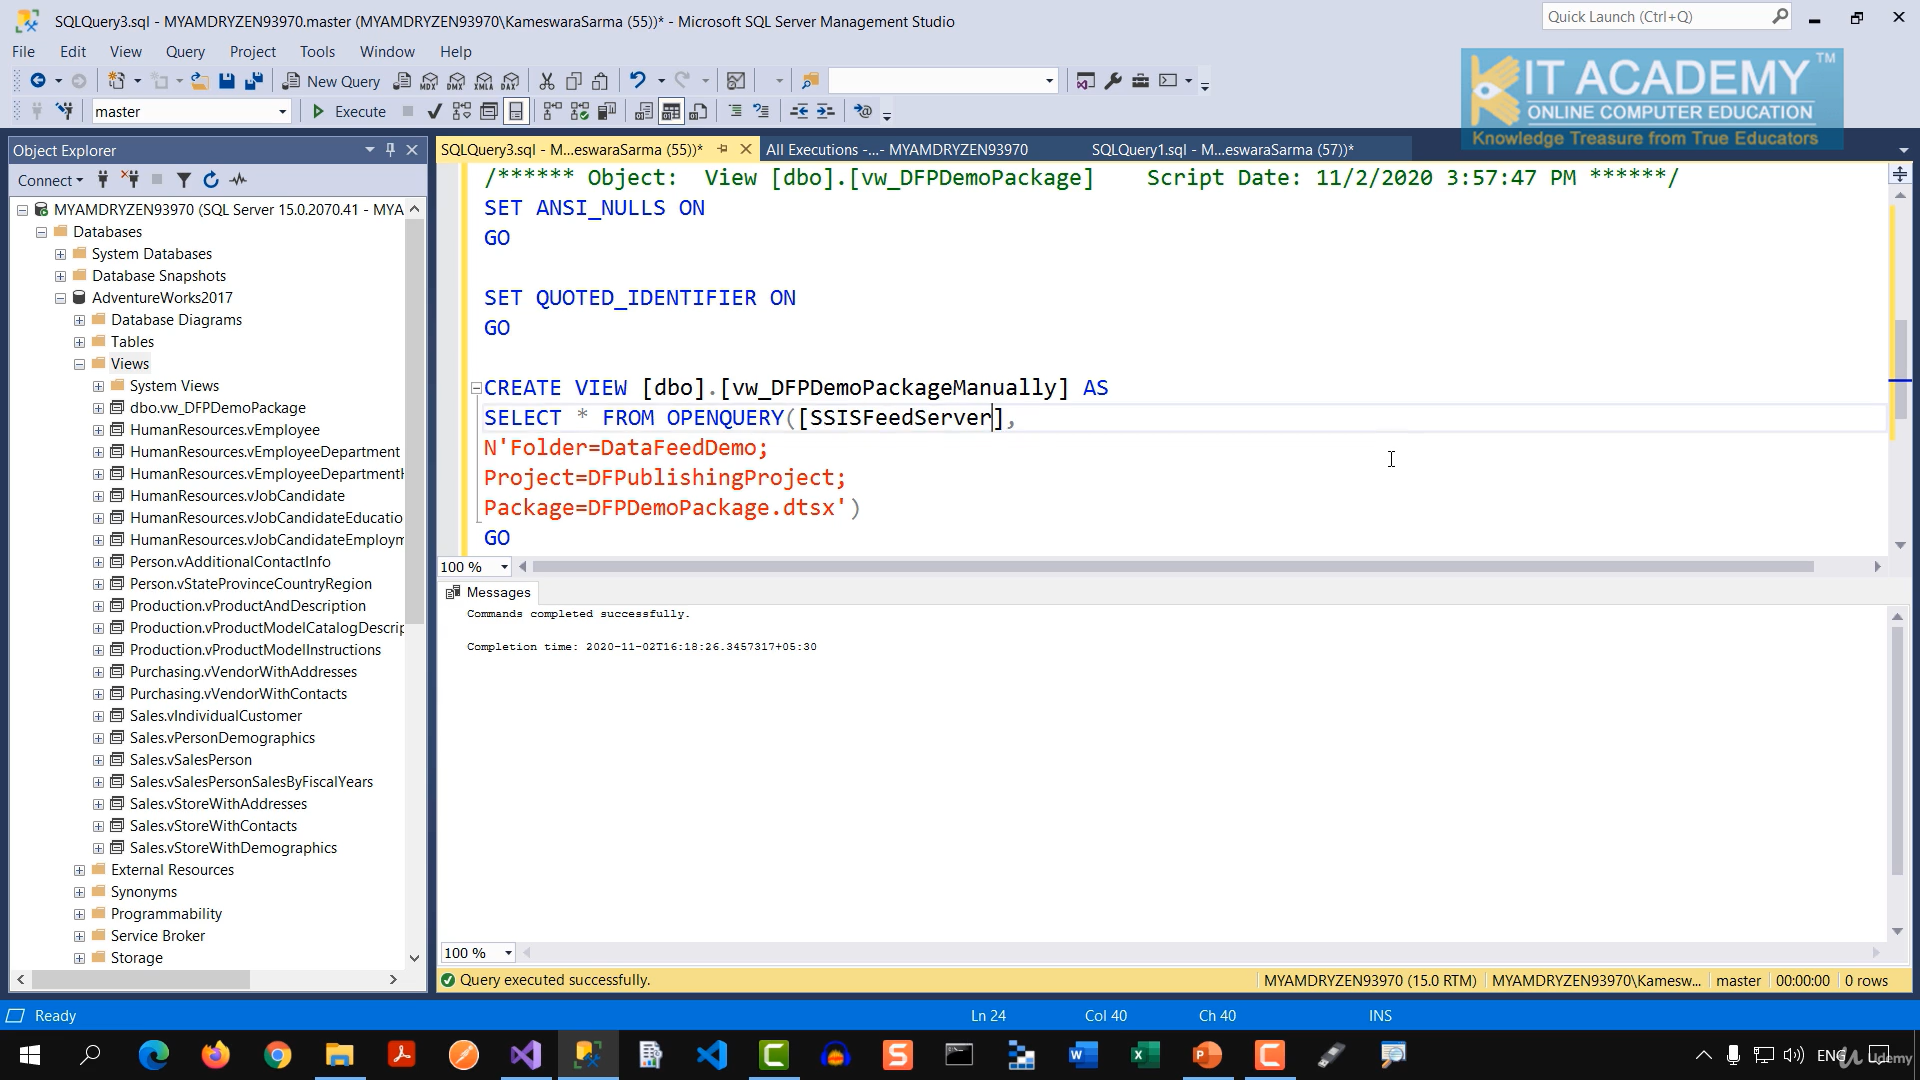 SQLQuery3.sql - MYAMDRYZEN93970.master (MYAMDRYZEN93970\KameswaraSarma (55))* - Microsoft SQL Server Management Studio
Quick Launch (Ctrl+Q)
File Edit View Query Project Tools Window Help
New Query
MDX DMX XMLA DAX
master
Execute
IT ACADEMY TM
ONLINE COMPUTER EDUCATION
Knowledge Treasure from True Educators
Object Explorer
SQLQuery3.sql - M...eswaraSarma (55))*
All Executions -...- MYAMDRYZEN93970
SQLQuery1.sql - M...eswaraSarma (57))*
Connect
MYAMDRYZEN93970 (SQL Server 15.0.2070.41 - MYA
Databases
System Databases
Database Snapshots
AdventureWorks2017
Database Diagrams
Tables
Views
System Views
dbo.vw_DFPDemoPackage
HumanResources.vEmployee
HumanResources.vEmployeeDepartment
HumanResources.vEmployeeDepartmentH
HumanResources.vJobCandidate
HumanResources.vJobCandidateEducatio
HumanResources.vJobCandidateEmploym
Person.vAdditionalContactInfo
Person.vStateProvinceCountryRegion
Production.vProductAndDescription
Production.vProductModelCatalogDescrip
Production.vProductModelInstructions
Purchasing.vVendorWithAddresses
Purchasing.vVendorWithContacts
Sales.vIndividualCustomer
Sales.vPersonDemographics
Sales.vSalesPerson
Sales.vSalesPersonSalesByFiscalYears
Sales.vStoreWithAddresses
Sales.vStoreWithContacts
Sales.vStoreWithDemographics
External Resources
Synonyms
Programmability
Service Broker
Storage
/****** Object:  View [dbo].[vw_DFPDemoPackage]    Script Date: 11/2/2020 3:57:47 PM ******/
SET ANSI_NULLS ON
GO
SET QUOTED_IDENTIFIER ON
GO
CREATE VIEW [dbo].[vw_DFPDemoPackageManually] AS
SELECT * FROM OPENQUERY([SSISFeedServer],
N'Folder=DataFeedDemo;
Project=DFPublishingProject;
Package=DFPDemoPackage.dtsx')
GO
100 %
Messages
Commands completed successfully.
Completion time: 2020-11-02T16:18:26.3457317+05:30
100 %
Query executed successfully.
MYAMDRYZEN93970 (15.0 RTM)
MYAMDRYZEN93970\Kamesw...
master
00:00:00
0 rows
Ready
Ln 24
Col 40
Ch 40
INS
ENG
Udemy